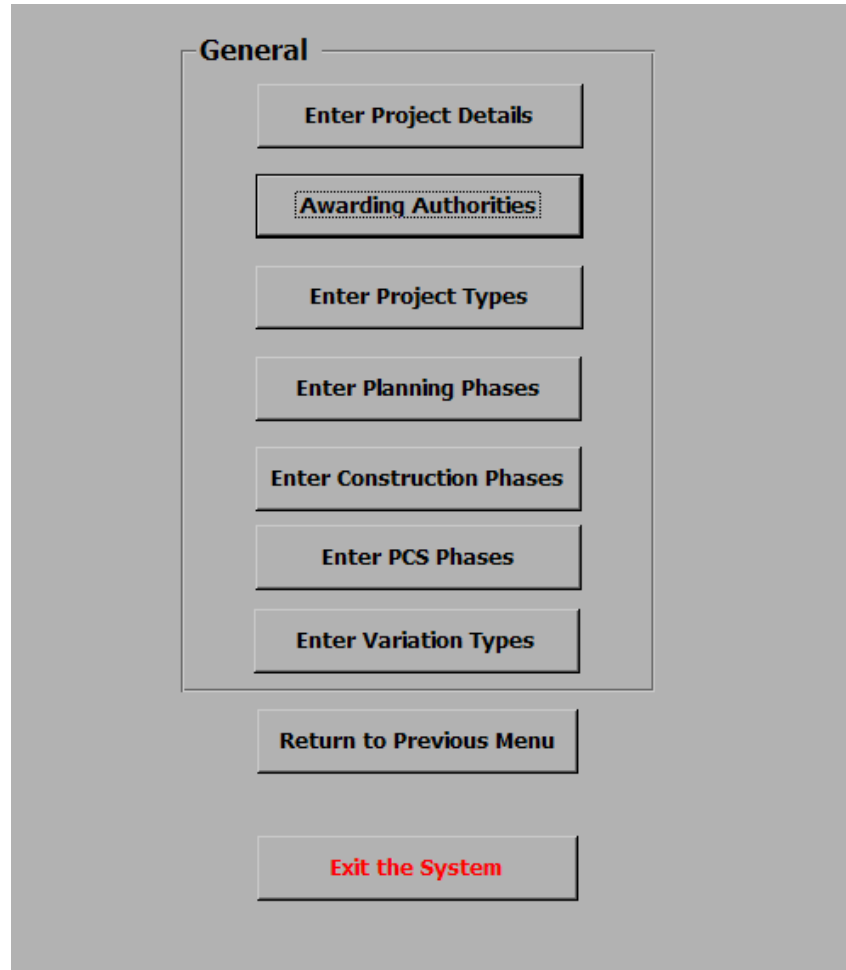 General
Enter Project Details
Awarding Authorities
Enter Project Types
Enter Planning Phases
Enter Construction Phases
Enter PCS Phases
Enter Variation Types
Return to Previous Menu
Exit the System